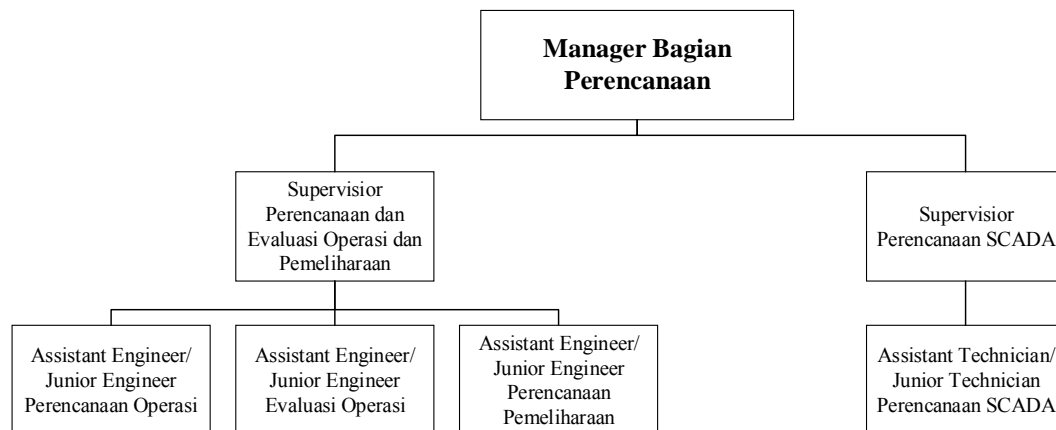 Manager Bagian
Perencanaan
Supervisior
Perencanaan dan
Evaluasi Operasi dan
Pemeliharaan
Supervisior
Perencanaan SCADA
Assistant Engineer/
Junior Engineer
Perencanaan Operasi
Assistant Engineer/
Junior Engineer
Evaluasi Operasi
Assistant Engineer/
Junior Engineer
Perencanaan
Pemeliharaan
Assistant Technician/
Junior Technician
Perencanaan SCADA